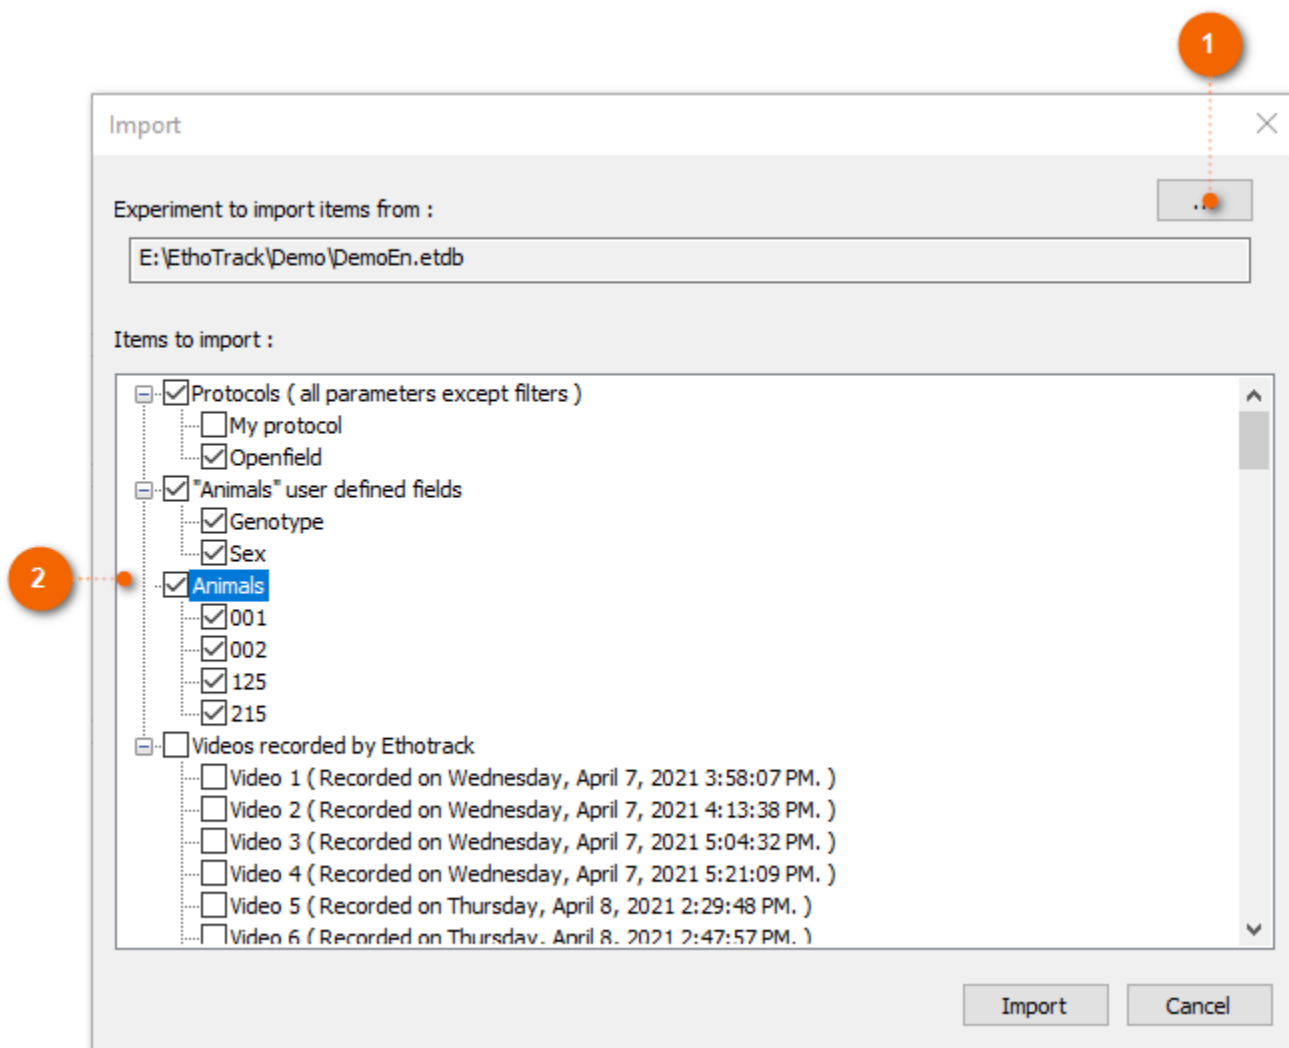 1
Import
Experiment to import items from :
...
E:\EthoTrack\Demo\DemoEn.etdb
Items to import :
Protocols ( all parameters except filters )
My protocol
Openfield
"Animals" user defined fields
Genotype
Sex
2
Animals
001
002
125
215
Videos recorded by Ethotrack
Video 1 ( Recorded on Wednesday, April 7, 2021 3:58:07 PM. )
Video 2 ( Recorded on Wednesday, April 7, 2021 4:13:38 PM. )
Video 3 ( Recorded on Wednesday, April 7, 2021 5:04:32 PM. )
Video 4 ( Recorded on Wednesday, April 7, 2021 5:21:09 PM. )
Video 5 ( Recorded on Thursday, April 8, 2021 2:29:48 PM. )
Video 6 ( Recorded on Thursday, April 8, 2021 2:47:57 PM. )
Import
Cancel